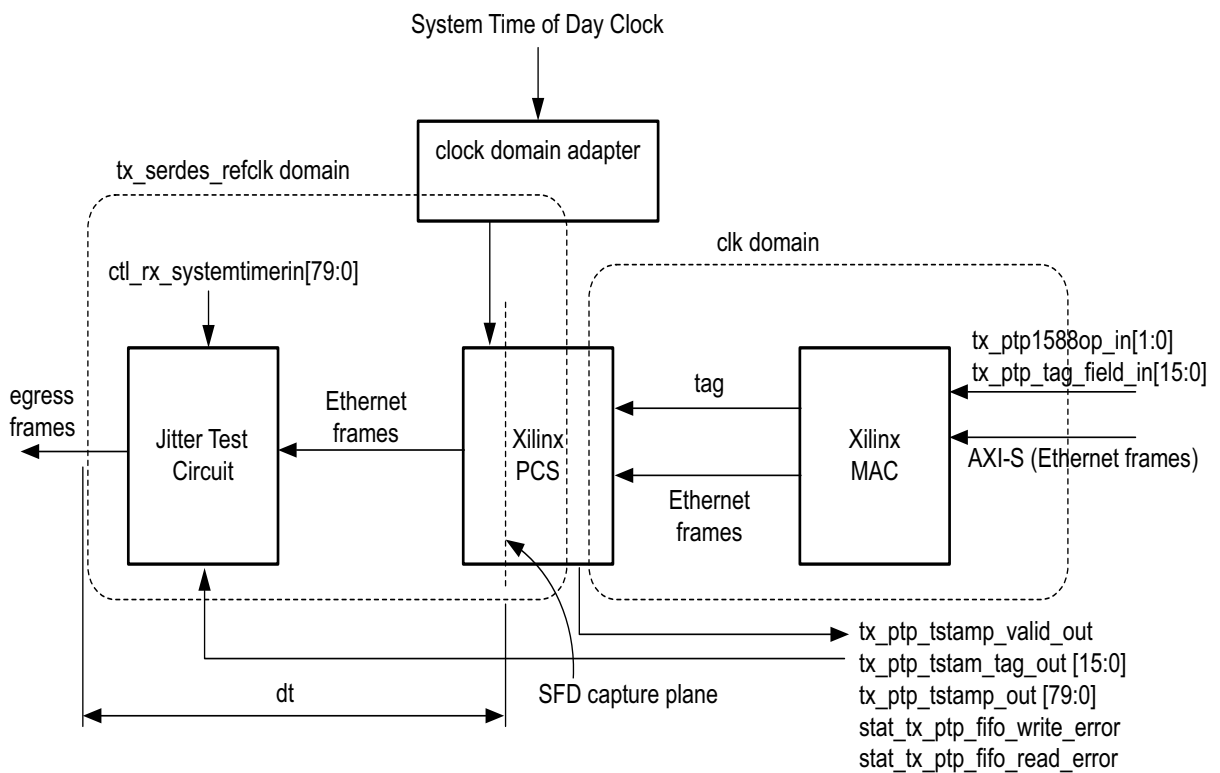 System Time of Day Clock
clock domain adapter
tx_serdes_refclk domain
clk domain
ctl_rx_systemtimerin[79:0]
tx_ptp1588op_in[1:0]
tx_ptp_tag_field_in[15:0]
egress
frames
Jitter Test
Circuit
Ethernet
frames
Xilinx
PCS
tag
Ethernet
frames
Xilinx
MAC
AXI-S (Ethernet frames)
tx_ptp_tstamp_valid_out
tx_ptp_tstam_tag_out [15:0]
tx_ptp_tstamp_out [79:0]
stat_tx_ptp_fifo_write_error
stat_tx_ptp_fifo_read_error
dt
SFD capture plane